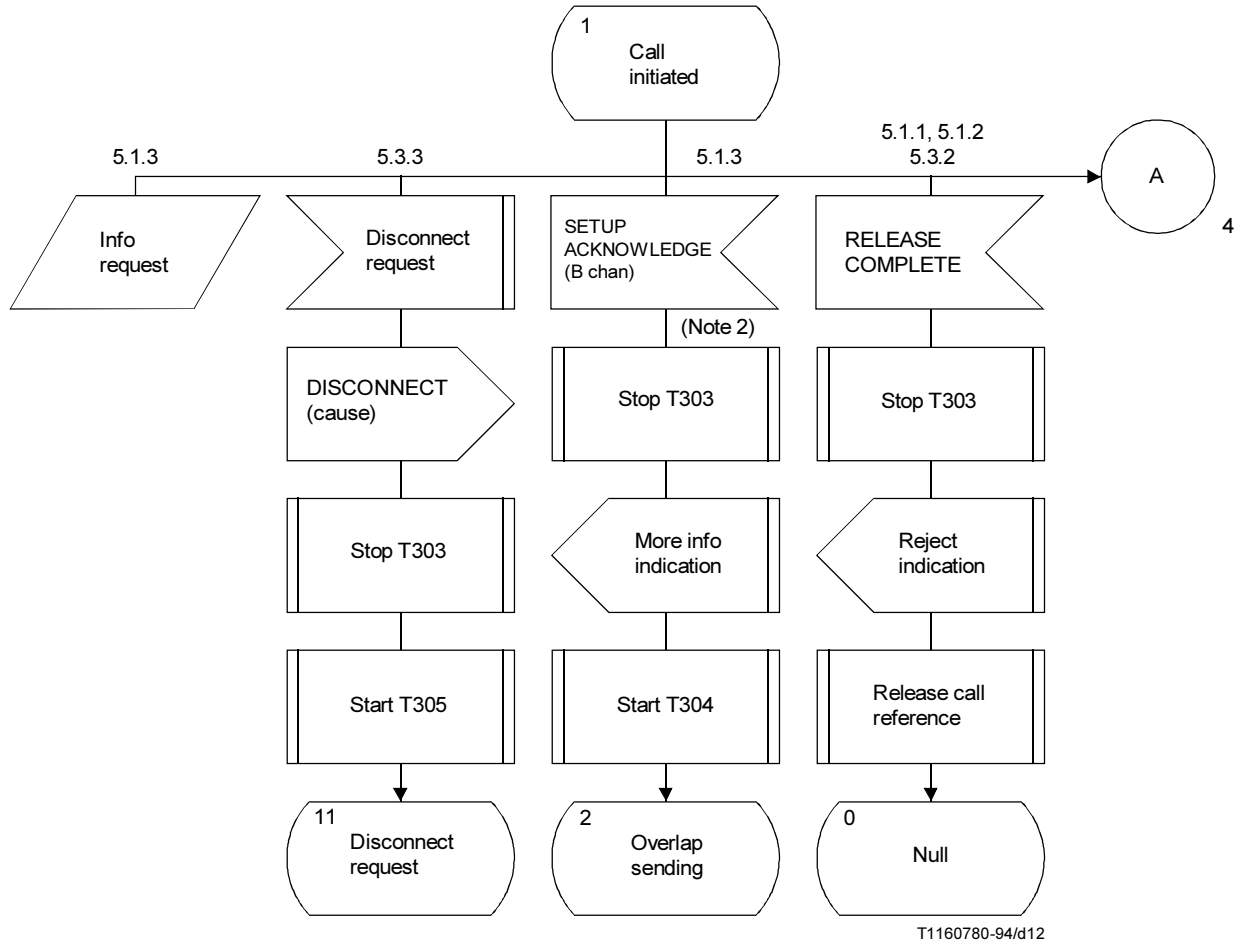 1
Call
initiated
5.1.3
5.3.3
5.1.3
5.1.1, 5.1.2
5.3.2
A
4
Info
request
Disconnect
request
SETUP
ACKNOWLEDGE
(B chan)
RELEASE
COMPLETE
(Note 2)
DISCONNECT
(cause)
Stop T303
Stop T303
Stop T303
More info
indication
Reject
indication
Start T305
Start T304
Release call
reference
11
Disconnect
request
2
Overlap
sending
0
Null
T1160780-94/d12